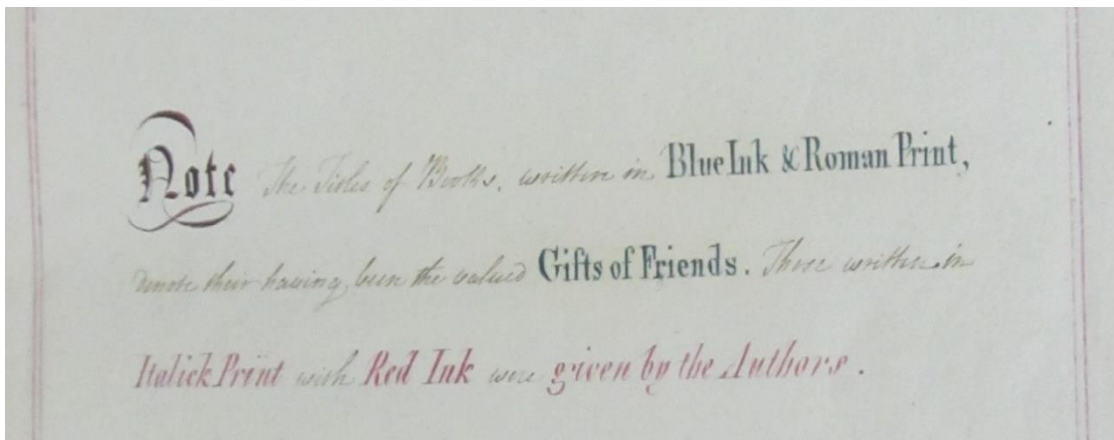 Note The Titles of Books, written in Blue Ink & Roman Print,
denote their having been the valued Gifts of Friends. Those written in
Italick Print with Red Ink were given by the Authors.